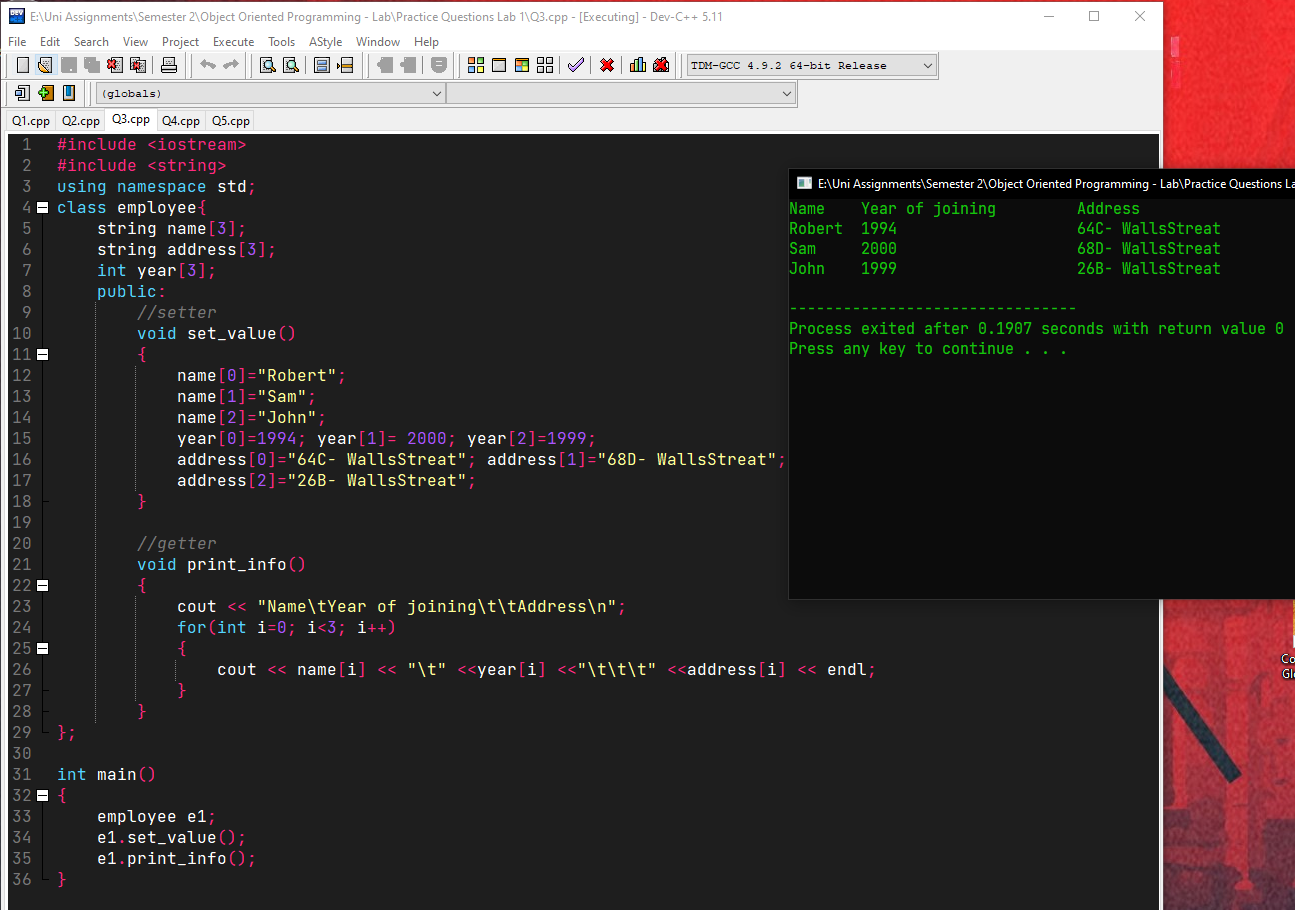 E:\Uni Assignments\Semester 2\Object Oriented Programming - Lab\Practice Questions Lab 1\Q3.cpp - [Executing] - Dev-C++ 5.11
File Edit Search View Project Execute Tools AStyle Window Help
TDM-GCC 4.9.2 64-bit Release
(globals)
Q1.cpp Q2.cpp Q3.cpp Q4.cpp Q5.cpp
1 #include <iostream>
2 #include <string>
3 using namespace std;
4 class employee{
5 string name[3];
6 string address[3];
7 int year[3];
8 public:
9 //setter
10 void set_value()
11 {
12 name[0]="Robert";
13 name[1]="Sam";
14 name[2]="John";
15 year[0]=1994; year[1]= 2000; year[2]=1999;
16 address[0]="64C- WallsStreat"; address[1]="68D- WallsStreat";
17 address[2]="26B- WallsStreat";
18 }
19
20 //getter
21 void print_info()
22 {
23 cout << "Name\tYear of joining\t\tAddress\n";
24 for(int i=0; i<3; i++)
25 {
26 cout << name[i] << "\t" <<year[i] <<"\t\t\t" <<address[i] << endl;
27 }
28 }
29 };
30
31 int main()
32 {
33 employee e1;
34 e1.set_value();
35 e1.print_info();
36 }
E:\Uni Assignments\Semester 2\Object Oriented Programming - Lab\Practice Questions La
Name Year of joining Address
Robert 1994 64C- WallsStreat
Sam 2000 68D- WallsStreat
John 1999 26B- WallsStreat
--------------------------------
Process exited after 0.1907 seconds with return value 0
Press any key to continue . . .
Co
Glo